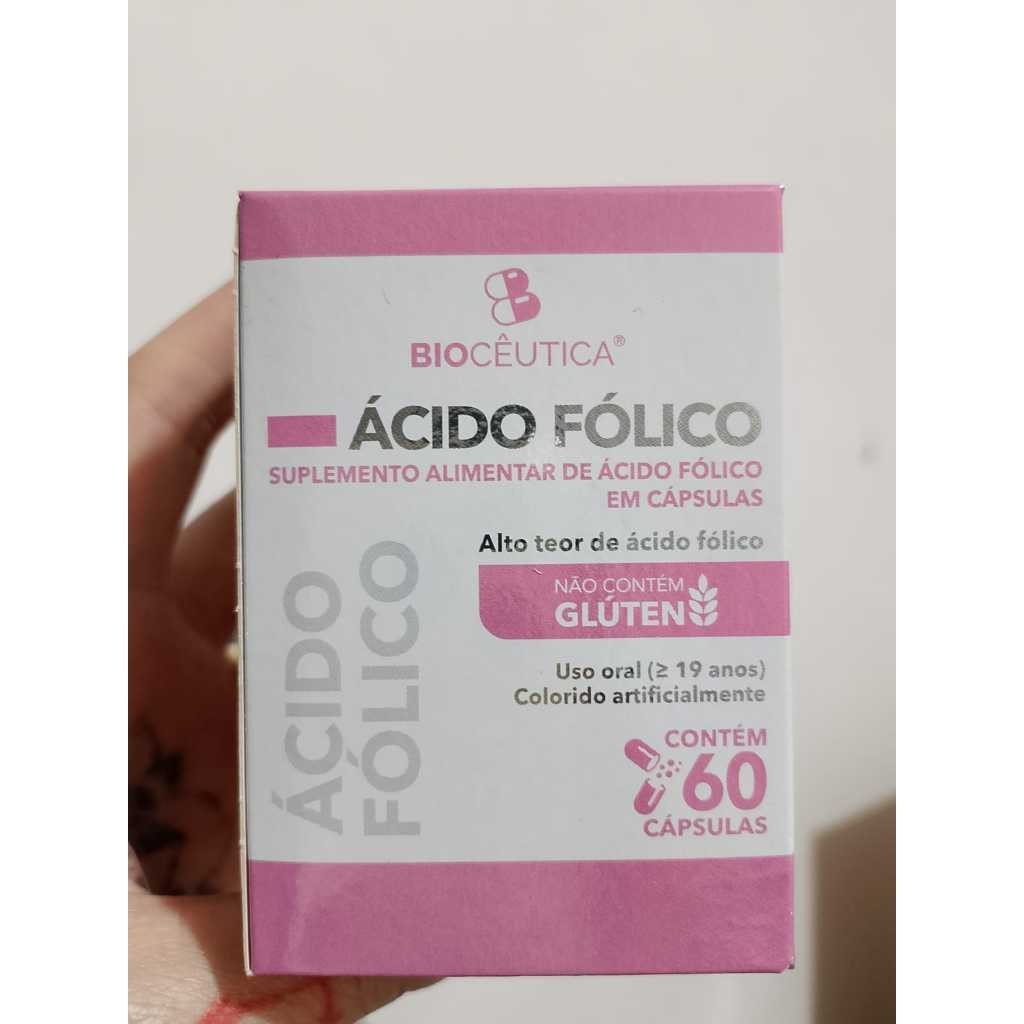 BIOCÊUTICA®
ÁCIDO FÓLICO
SUPLEMENTO ALIMENTAR DE ÁCIDO FÓLICO
EM CÁPSULAS
Alto teor de ácido fólico
NÃO CONTÉM
GLÚTEN
Uso oral (≥ 19 anos)
Colorido artificialmente
CONTÉM
60
CÁPSULAS
ÁCIDO
FÓLICO